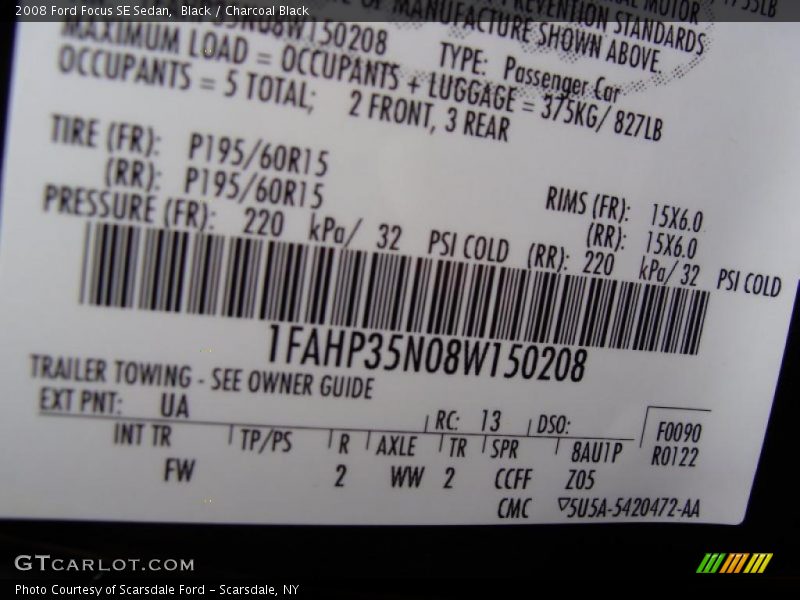 2008 Ford Focus SE Sedan, Black / Charcoal Black
PREVENTION STANDARDS
MANUFACTURE SHOWN ABOVE.
08W150208 TYPE: Passenger Car
MAXIMUM LOAD = OCCUPANTS + LUGGAGE = 375KG/ 827LB
OCCUPANTS = 5 TOTAL; 2 FRONT, 3 REAR
TIRE (FR): P195/60R15 RIMS (FR): 15X6.0
(RR): P195/60R15 (RR): 15X6.0
PRESSURE (FR): 220 kPa/ 32 PSI COLD (RR): 220 kPa/ 32 PSI COLD
1FAHP35N08W150208
TRAILER TOWING - SEE OWNER GUIDE
EXT PNT: UA RC: 13 DSO: F0090
INT TR TP/PS R AXLE TR SPR 8AU1P R0122
FW 2 WW 2 CCFF Z05
CMC ▽5U5A-5420472-AA
GTCARLOT.COM
Photo Courtesy of Scarsdale Ford - Scarsdale, NY